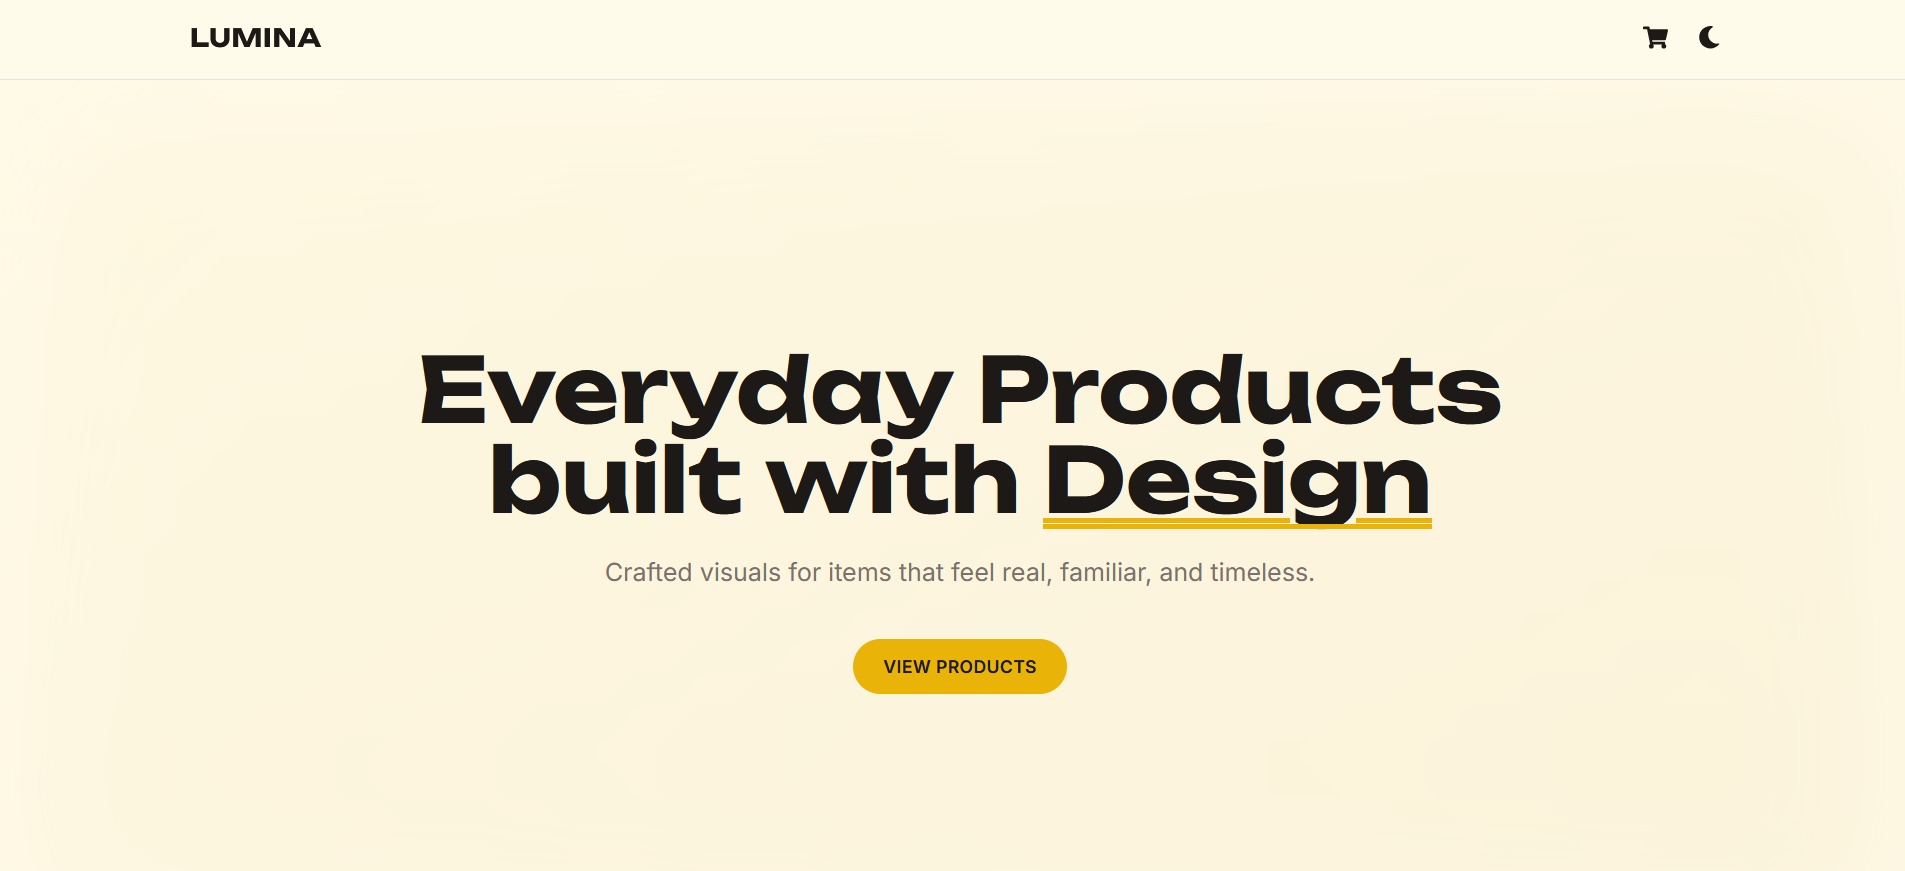 LUMINA
Everyday Products
built with Design
Crafted visuals for items that feel real, familiar, and timeless.
VIEW PRODUCTS